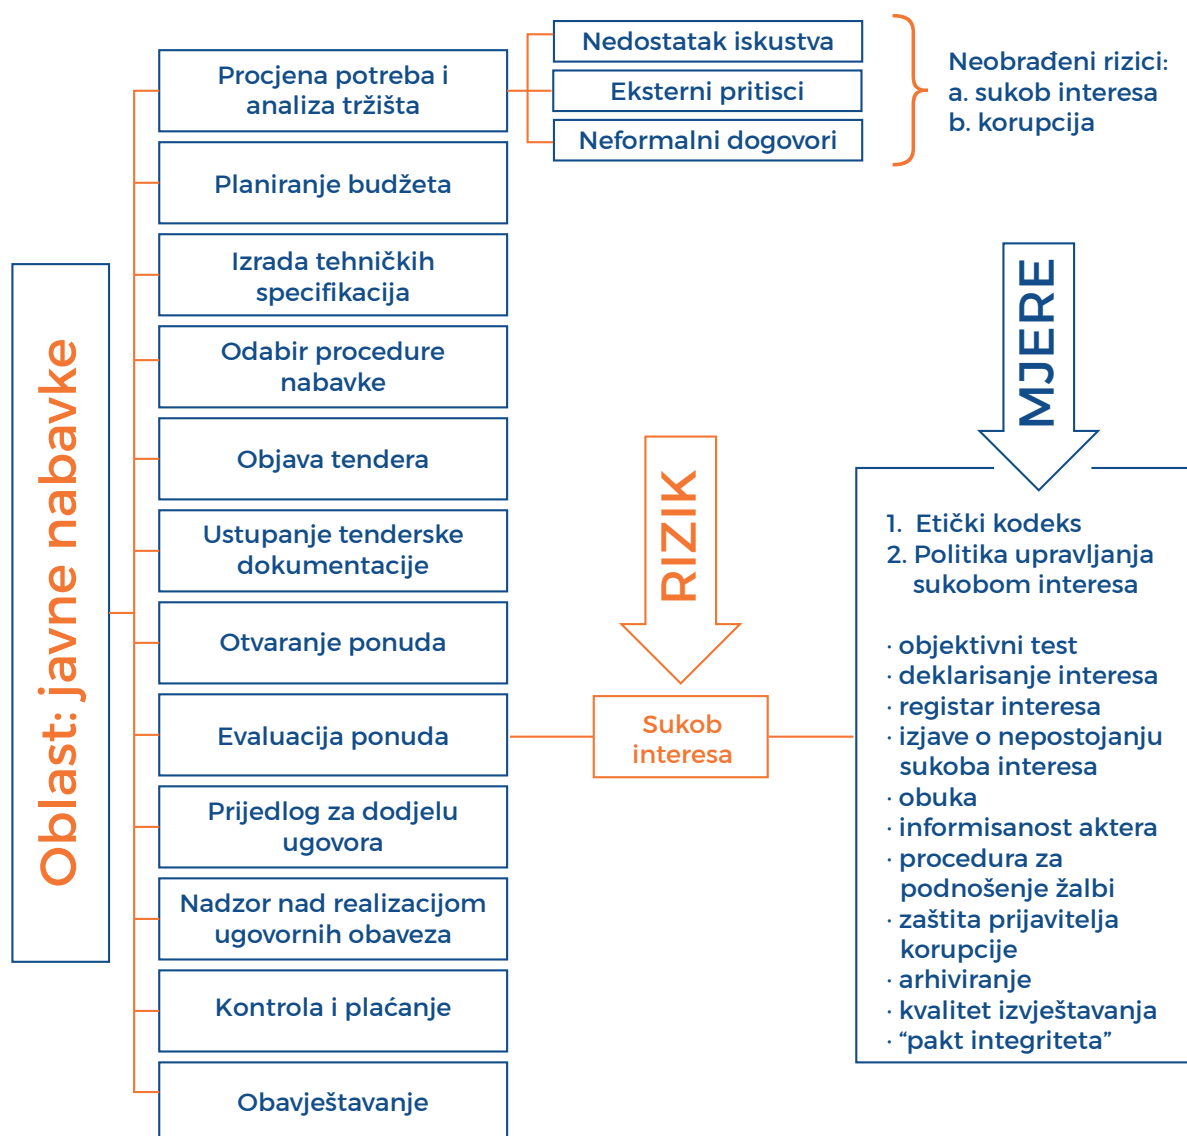 Oblast: javne nabavke
Procjena potreba i
analiza tržišta
Planiranje budžeta
Izrada tehničkih
specifikacija
Odabir procedure
nabavke
Objava tendera
Ustupanje tenderske
dokumentacije
Otvaranje ponuda
Evaluacija ponuda
Prijedlog za dodjelu
ugovora
Nadzor nad realizacijom
ugovornih obaveza
Kontrola i plaćanje
Obavještavanje
Nedostatak iskustva
Eksterni pritisci
Neformalni dogovori
Neobrađeni rizici:
a. sukob interesa
b. korupcija
RIZIK
Sukob
interesa
MJERE
1. Etički kodeks
2. Politika upravljanja
sukobom interesa
· objektivni test
· deklarisanje interesa
· registar interesa
· izjave o nepostojanju
sukoba interesa
· obuka
· informisanost aktera
· procedura za
podnošenje žalbi
· zaštita prijavitelja
korupcije
· arhiviranje
· kvalitet izvještavanja
· “pakt integriteta”